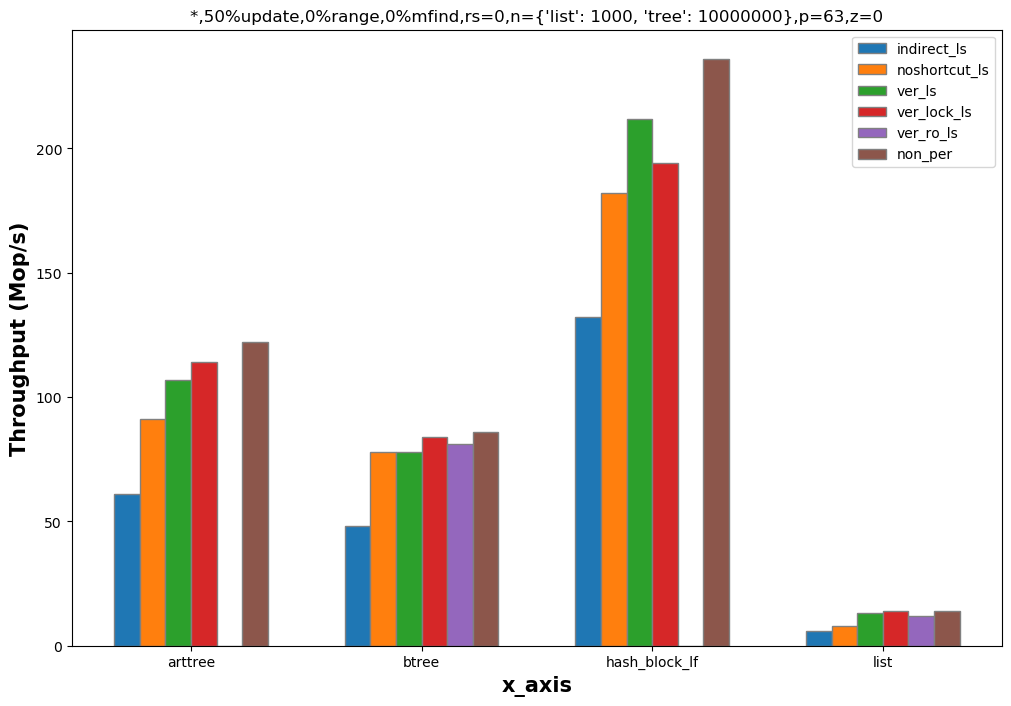 *,50%update,0%range,0%mfind,rs=0,n={'list': 1000, 'tree': 10000000},p=63,z=0
indirect_ls
noshortcut_ls
ver_ls
ver_lock_ls
ver_ro_ls
non_per
Throughput (Mop/s)
200
150
100
50
0
arttree btree hash_block_lf list
x_axis